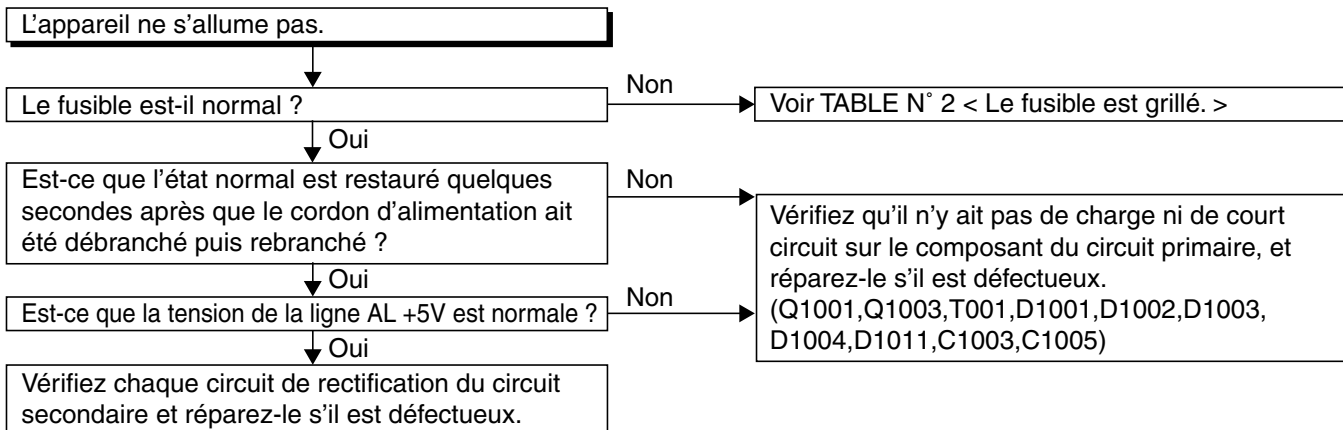 L'appareil ne s'allume pas.
Le fusible est-il normal ?
Non
Voir TABLE N˚ 2 < Le fusible est grillé. >
Oui
Est-ce que l'état normal est restauré quelques
secondes après que le cordon d'alimentation ait
été débranché puis rebranché ?
Non
Vérifiez qu'il n'y ait pas de charge ni de court
circuit sur le composant du circuit primaire, et
réparez-le s'il est défectueux.
(Q1001,Q1003,T001,D1001,D1002,D1003,
D1004,D1011,C1003,C1005)
Oui
Est-ce que la tension de la ligne AL +5V est normale ?
Non
Oui
Vérifiez chaque circuit de rectification du circuit
secondaire et réparez-le s'il est défectueux.